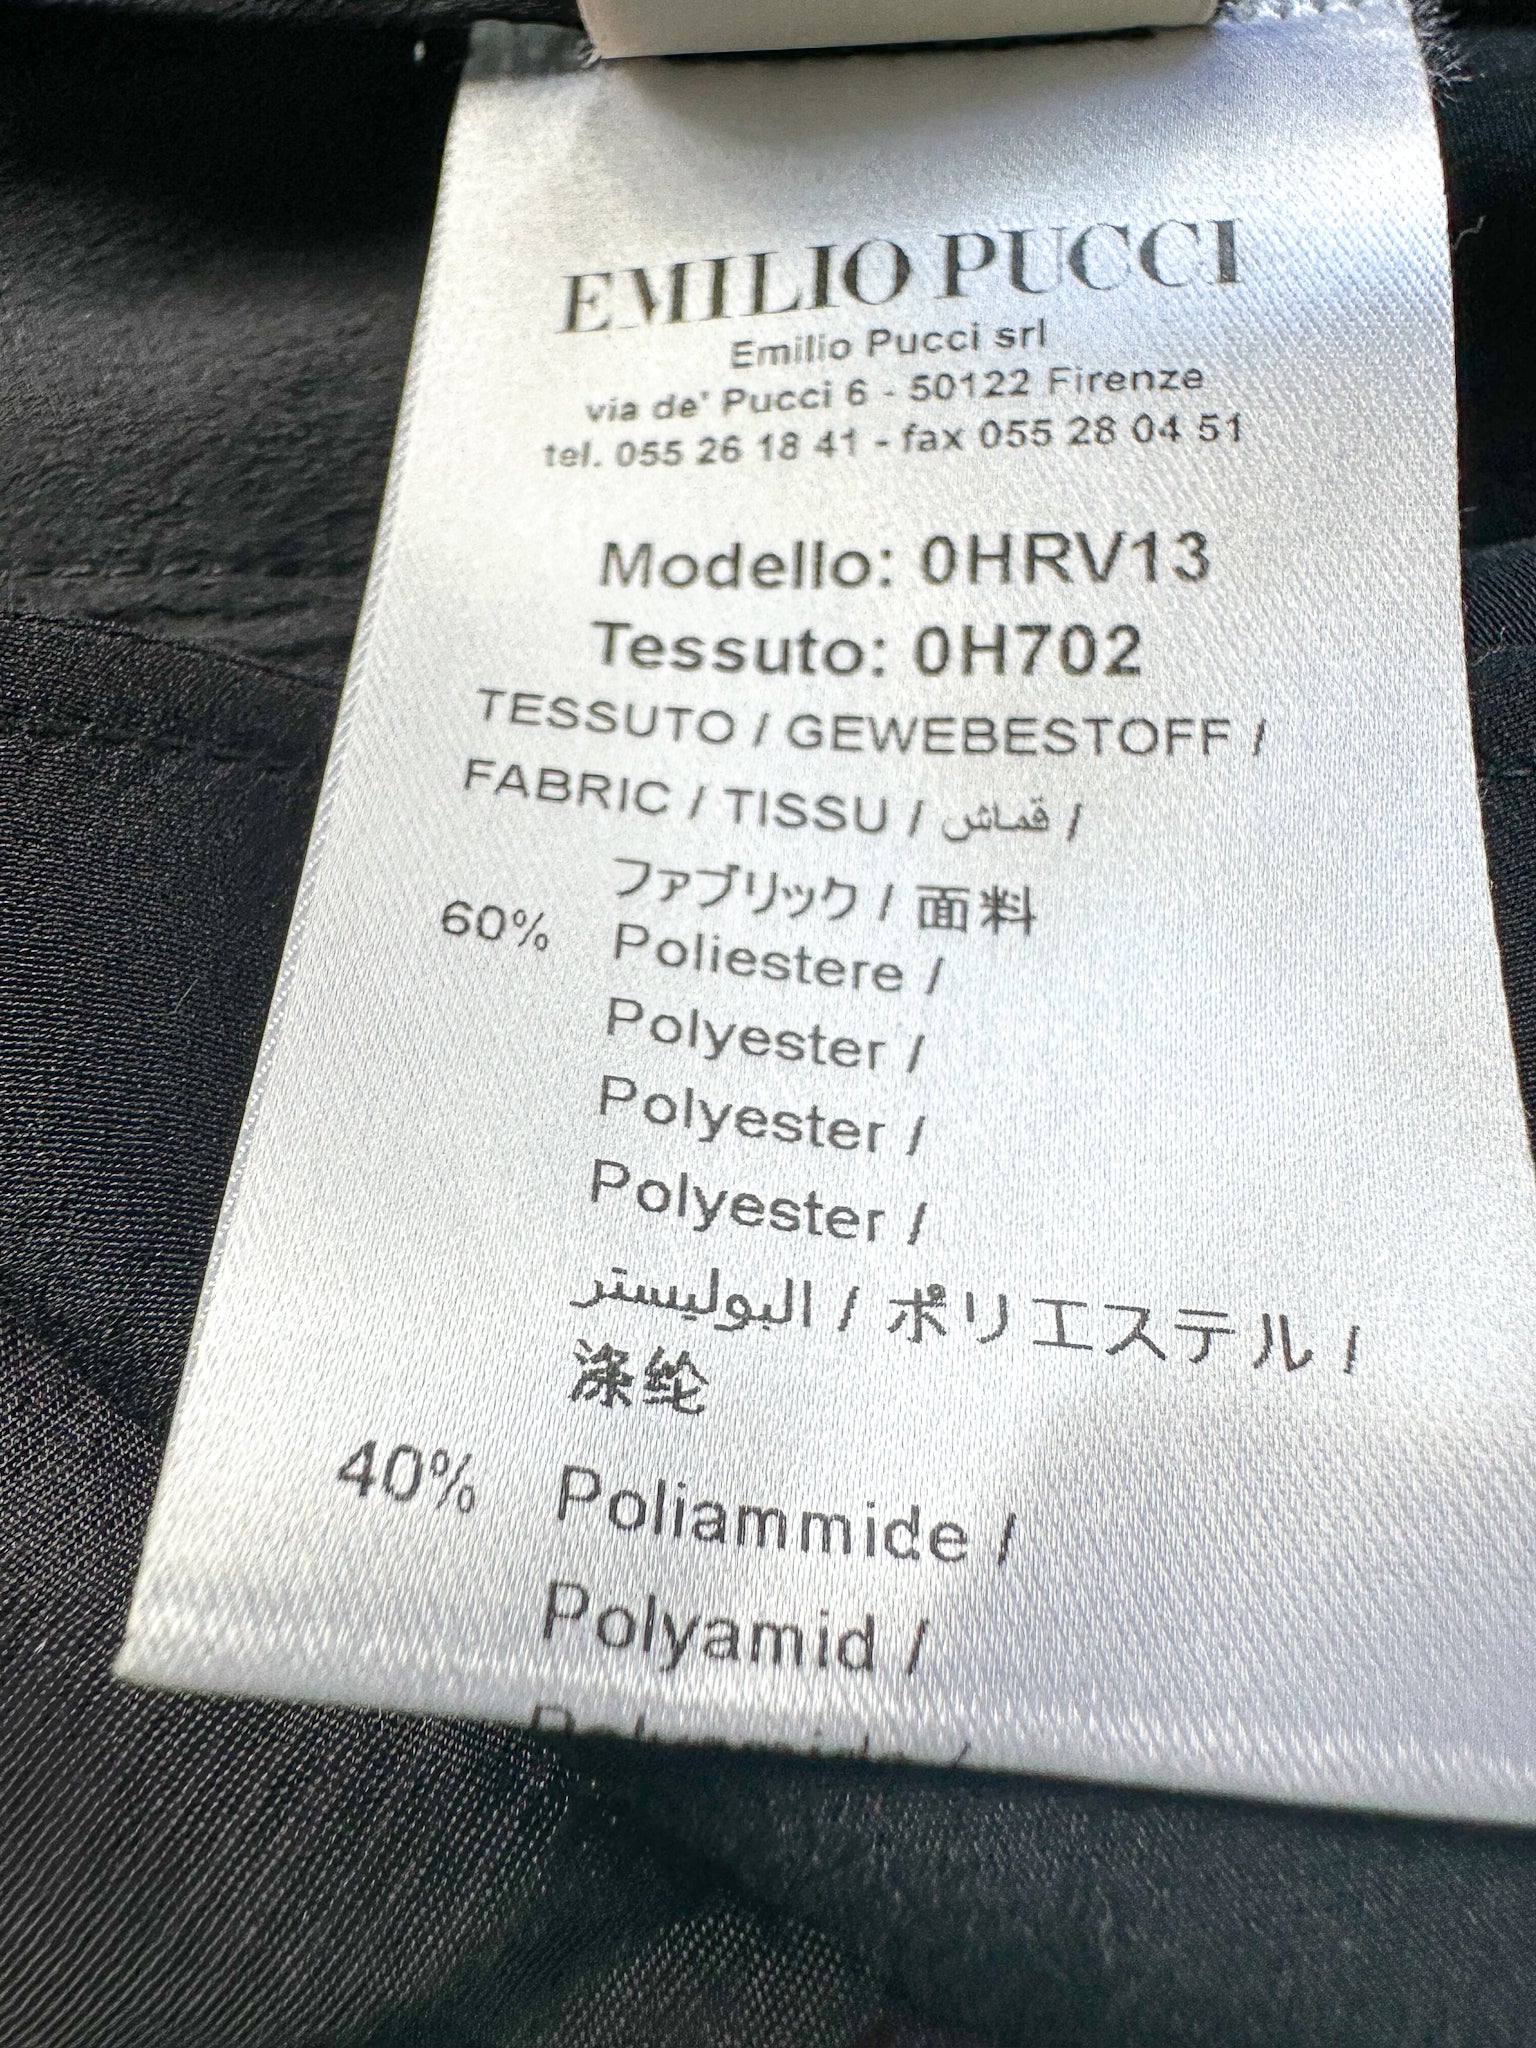 EMILIO PUCCI
Emilio Pucci srl
via de' Pucci 6 - 50122 Firenze
tel. 055 26 18 41 - fax 055 28 04 51
Modello: 0HRV13
Tessuto: 0H702
TESSUTO / GEWEBESTOFF /
FABRIC / TISSU / قماش /
ファブリック / 面料
60% Poliestere /
Polyester /
Polyester /
Polyester /
البوليستر / ポリエステル /
涤纶
40% Poliammide /
Polyamid /